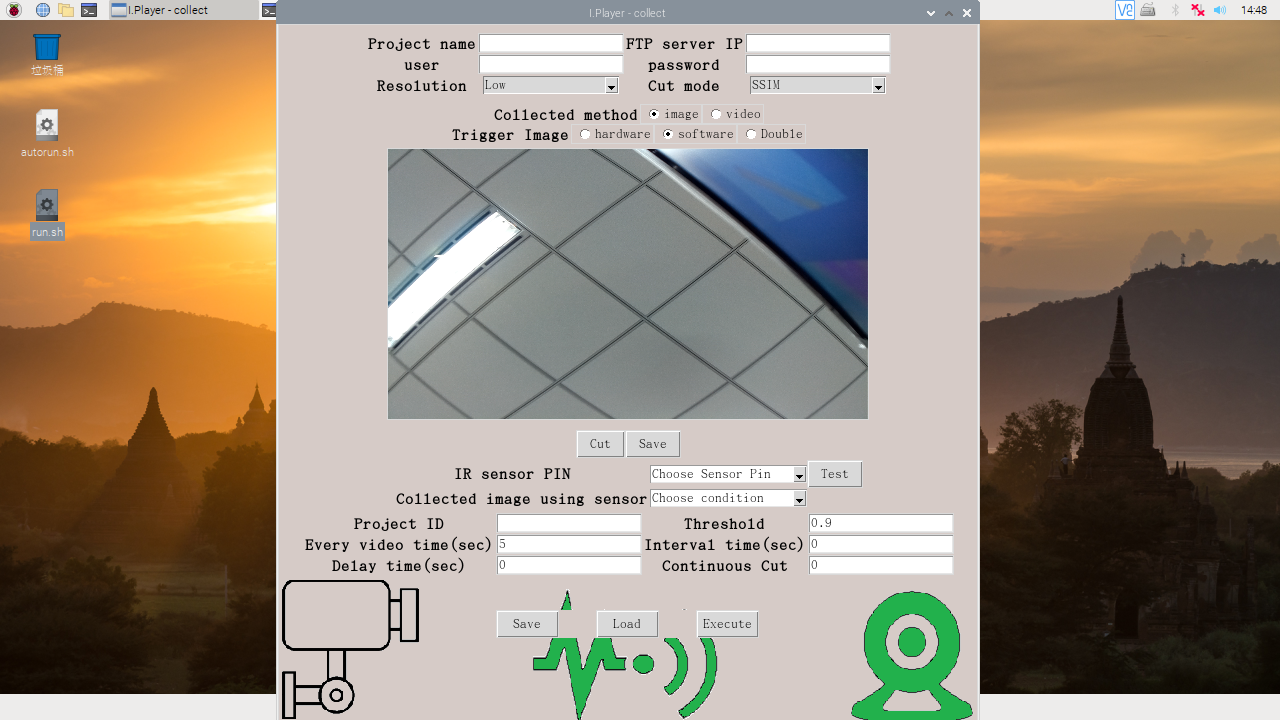 I.Player - collect
I.Player - collect
14:48
垃圾桶
autorun.sh
run.sh
Project name FTP server IP
user password
Resolution Low Cut mode SSIM
Collected method image video
Trigger Image hardware software Double
Cut Save
IR sensor PIN Choose Sensor Pin Test
Collected image using sensor Choose condition
Project ID Threshold 0.9
Every video time(sec) 5 Interval time(sec) 0
Delay time(sec) 0 Continuous Cut 0
Save Load Execute